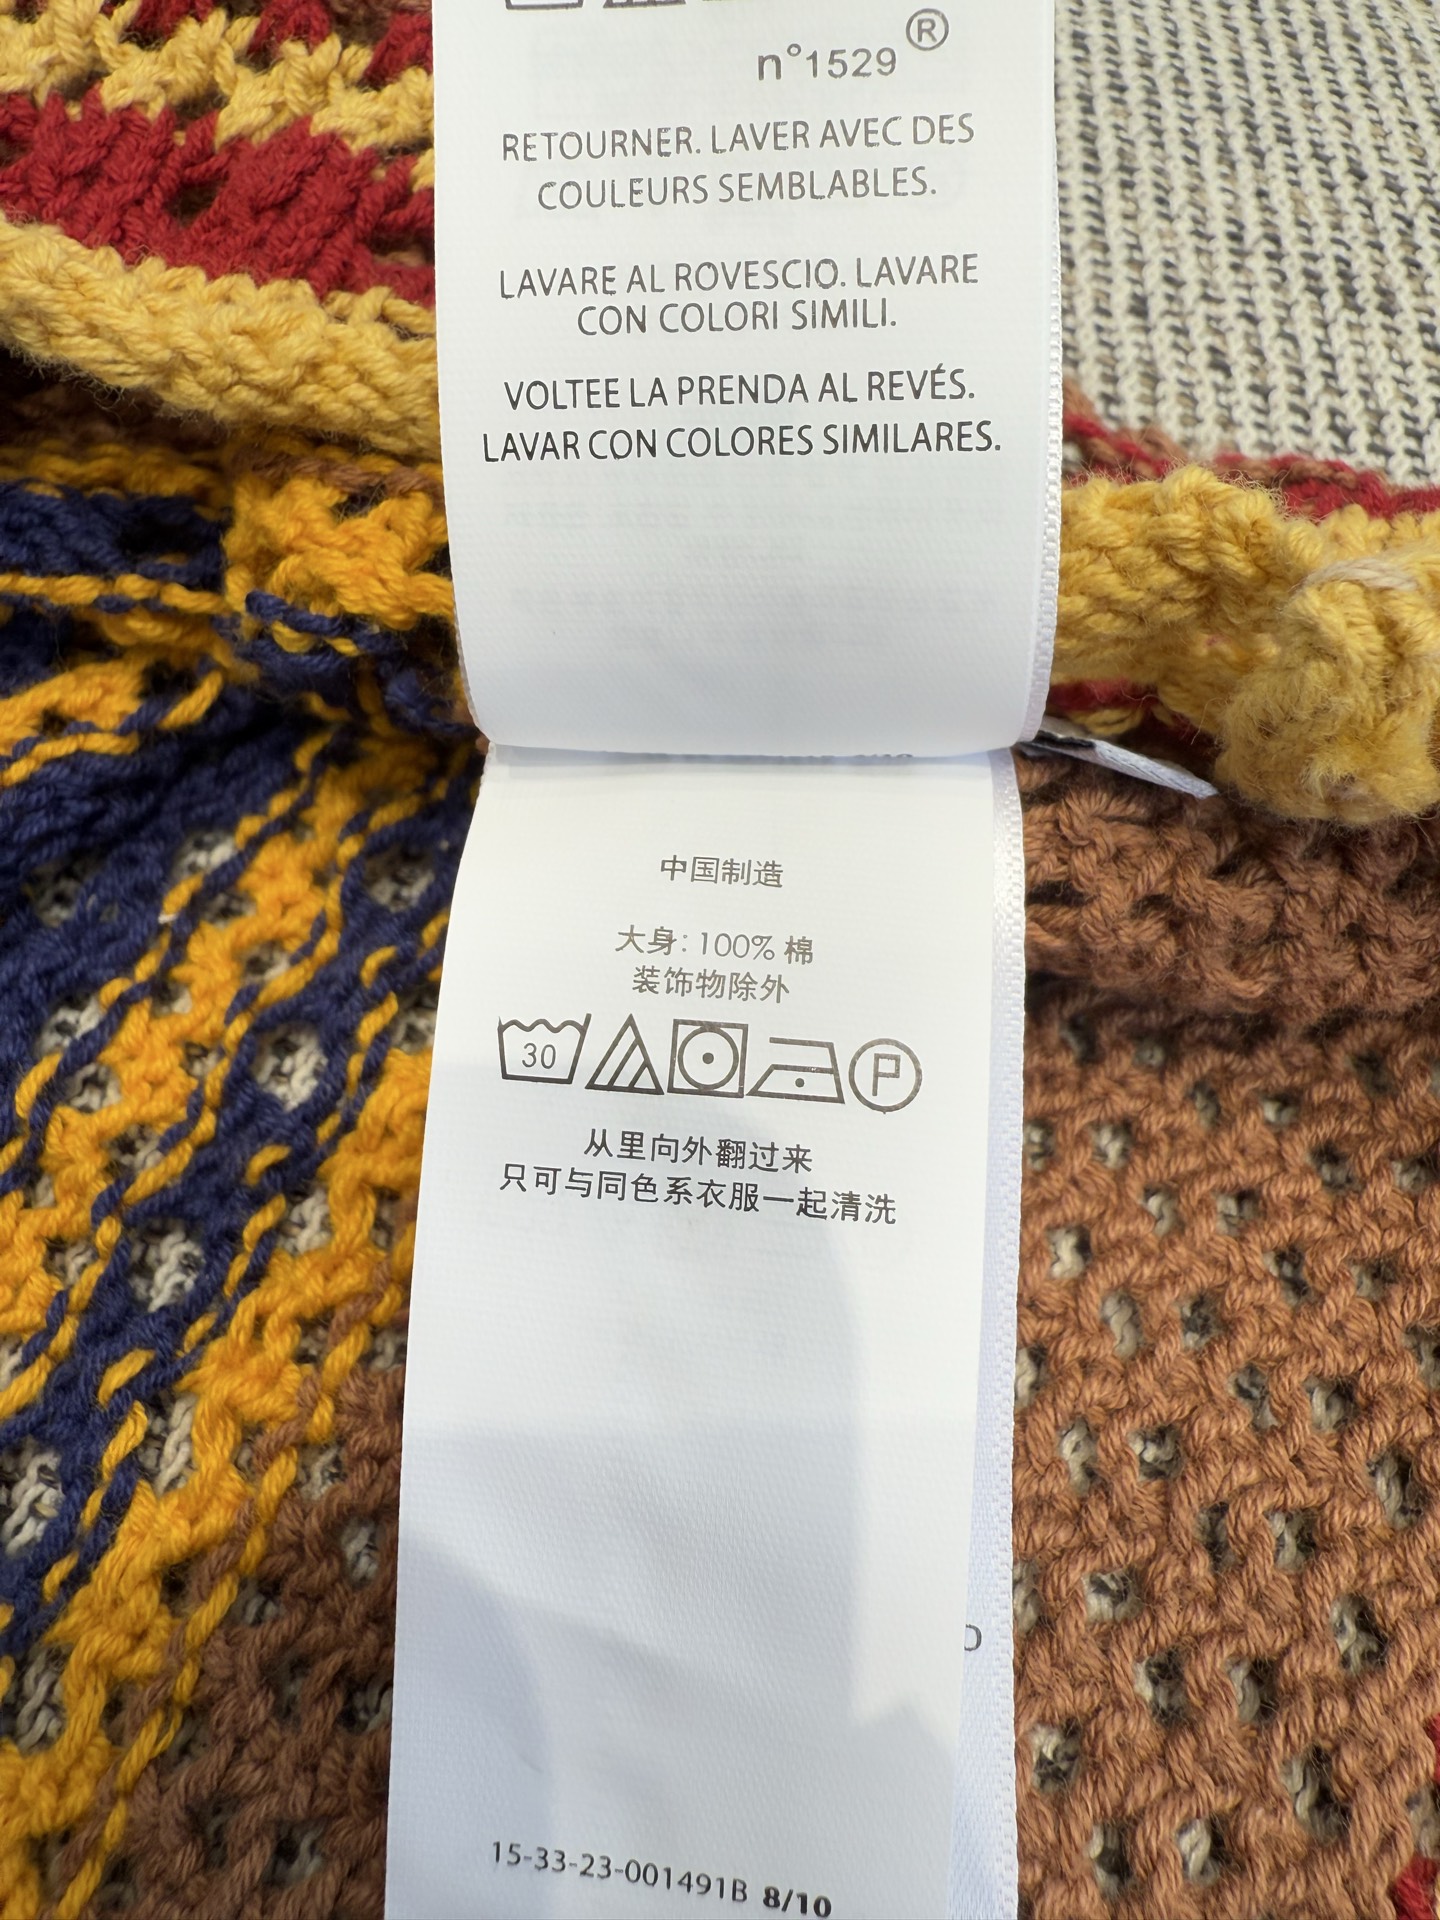 n°1529 ®
RETOURNER. LAVER AVEC DES
COULEURS SEMBLABLES.
LAVARE AL ROVESCIO. LAVARE
CON COLORI SIMILI.
VOLTEE LA PRENDA AL REVÉS.
LAVAR CON COLORES SIMILARES.
中国制造
大身: 100% 棉
装饰物除外
30
P
从里向外翻过来
只可与同色系衣服一起清洗
15-33-23-001491B 8/10